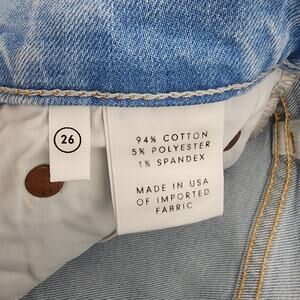 26
94% COTTON
5% POLYESTER
1% SPANDEX
MADE IN USA
OF IMPORTED
FABRIC